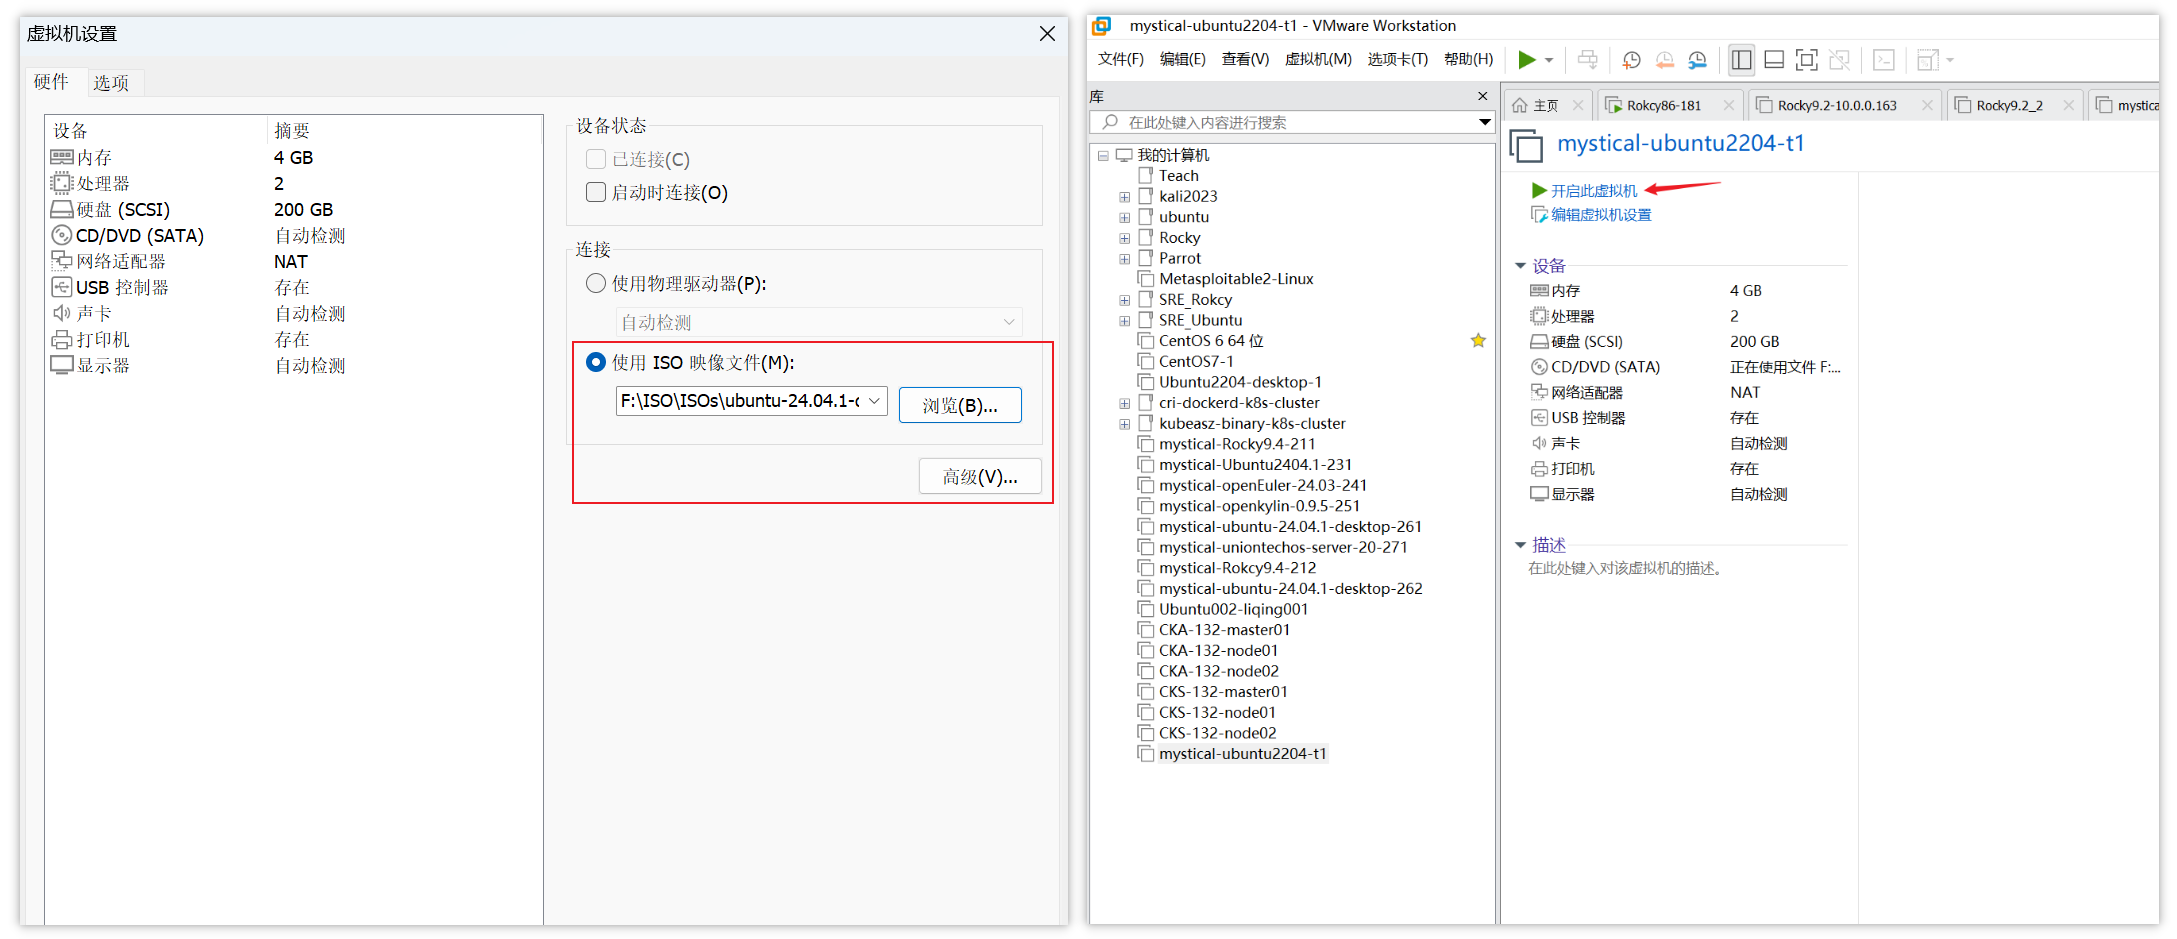 虚拟机设置
硬件 选项
设备 摘要
内存 4 GB
处理器 2
硬盘 (SCSI) 200 GB
CD/DVD (SATA) 自动检测
网络适配器 NAT
USB 控制器 存在
声卡 自动检测
打印机 存在
显示器 自动检测
设备状态
已连接(C)
启动时连接(O)
连接
使用物理驱动器(P):
自动检测
使用 ISO 映像文件(M):
F:\ISO\ISOs\ubuntu-24.04.1-
浏览(B)...
高级(V)...
mystical-ubuntu2204-t1 - VMware Workstation
文件(F) 编辑(E) 查看(V) 虚拟机(M) 选项卡(T) 帮助(H)
库
在此处键入内容进行搜索
我的计算机
Teach
kali2023
ubuntu
Rocky
Parrot
Metasploitable2-Linux
SRE_Rokcy
SRE_Ubuntu
CentOS 6 64 位
CentOS7-1
Ubuntu2204-desktop-1
cri-dockerd-k8s-cluster
kubeasz-binary-k8s-cluster
mystical-Rocky9.4-211
mystical-Ubuntu2404.1-231
mystical-openEuler-24.03-241
mystical-openkylin-0.9.5-251
mystical-ubuntu-24.04.1-desktop-261
mystical-uniontechos-server-20-271
mystical-Rokcy9.4-212
mystical-ubuntu-24.04.1-desktop-262
Ubuntu002-liqing001
CKA-132-master01
CKA-132-node01
CKA-132-node02
CKS-132-master01
CKS-132-node01
CKS-132-node02
mystical-ubuntu2204-t1
主页 Rokcy86-181 Rocky9.2-10.0.0.163 Rocky9.2_2 mystica
mystical-ubuntu2204-t1
开启此虚拟机
编辑虚拟机设置
设备
内存 4 GB
处理器 2
硬盘 (SCSI) 200 GB
CD/DVD (SATA) 正在使用文件 F:...
网络适配器 NAT
USB 控制器 存在
声卡 自动检测
打印机 存在
显示器 自动检测
描述
在此处键入对该虚拟机的描述。